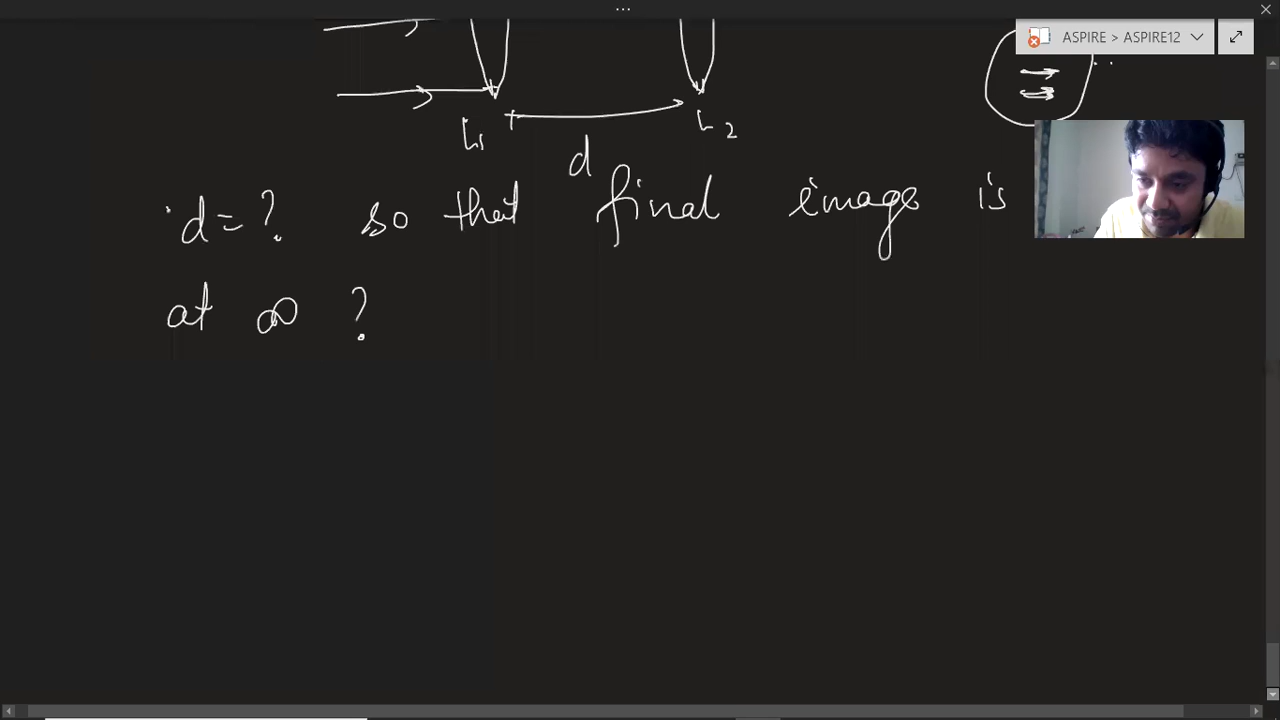 ASPIRE > ASPIRE12
L1
L2
d
d = ? so that final image is
at ∞ ?